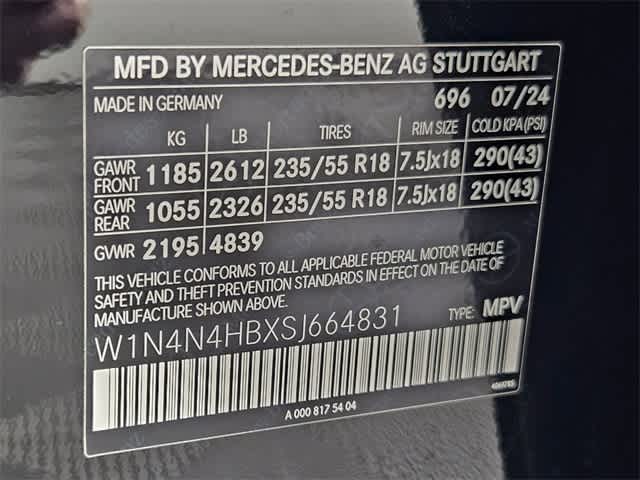 MFD BY MERCEDES-BENZ AG STUTTGART
MADE IN GERMANY 696 07/24
KG LB TIRES RIM SIZE COLD KPA(PSI)
GAWR FRONT 1185 2612 235/55 R18 7.5Jx18 290(43)
GAWR REAR 1055 2326 235/55 R18 7.5Jx18 290(43)
GVWR 2195 4839
THIS VEHICLE CONFORMS TO ALL APPLICABLE FEDERAL MOTOR VEHICLE
SAFETY AND THEFT PREVENTION STANDARDS IN EFFECT ON THE DATE OF
MANUFACTURE SHOWN ABOVE.
W1N4N4HBXSJ664831 TYPE: MPV
A 000 817 54 04